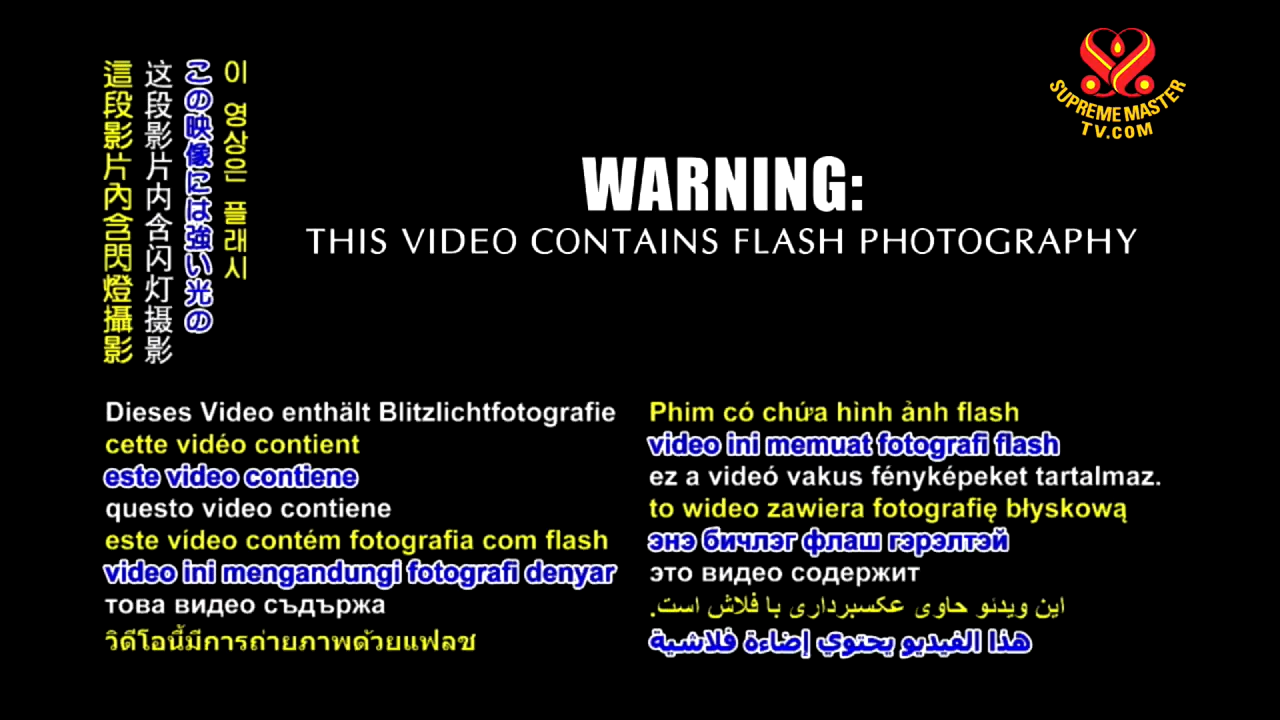 SUPREME MASTER
TV.COM
WARNING:
THIS VIDEO CONTAINS FLASH PHOTOGRAPHY
이 영상은 플래시
この映像には強い光の
这段影片内含闪灯摄影
這段影片內含閃燈攝影
Dieses Video enthält Blitzlichtfotografie
cette vidéo contient
este video contiene
questo video contiene
este vídeo contém fotografia com flash
video ini mengandungi fotografi denyar
това видео съдържа
วิดีโอนี้มีการถ่ายภาพด้วยแฟลช
Phim có chứa hình ảnh flash
video ini memuat fotografi flash
ez a videó vakus fényképeket tartalmaz.
to wideo zawiera fotografię błyskową
энэ бичлэг флаш гэрэлтэй
это видео содержит
این ویدئو حاوی عکسبرداری با فلاش است.
هذا الفيديو يحتوي إضاءة فلاشية